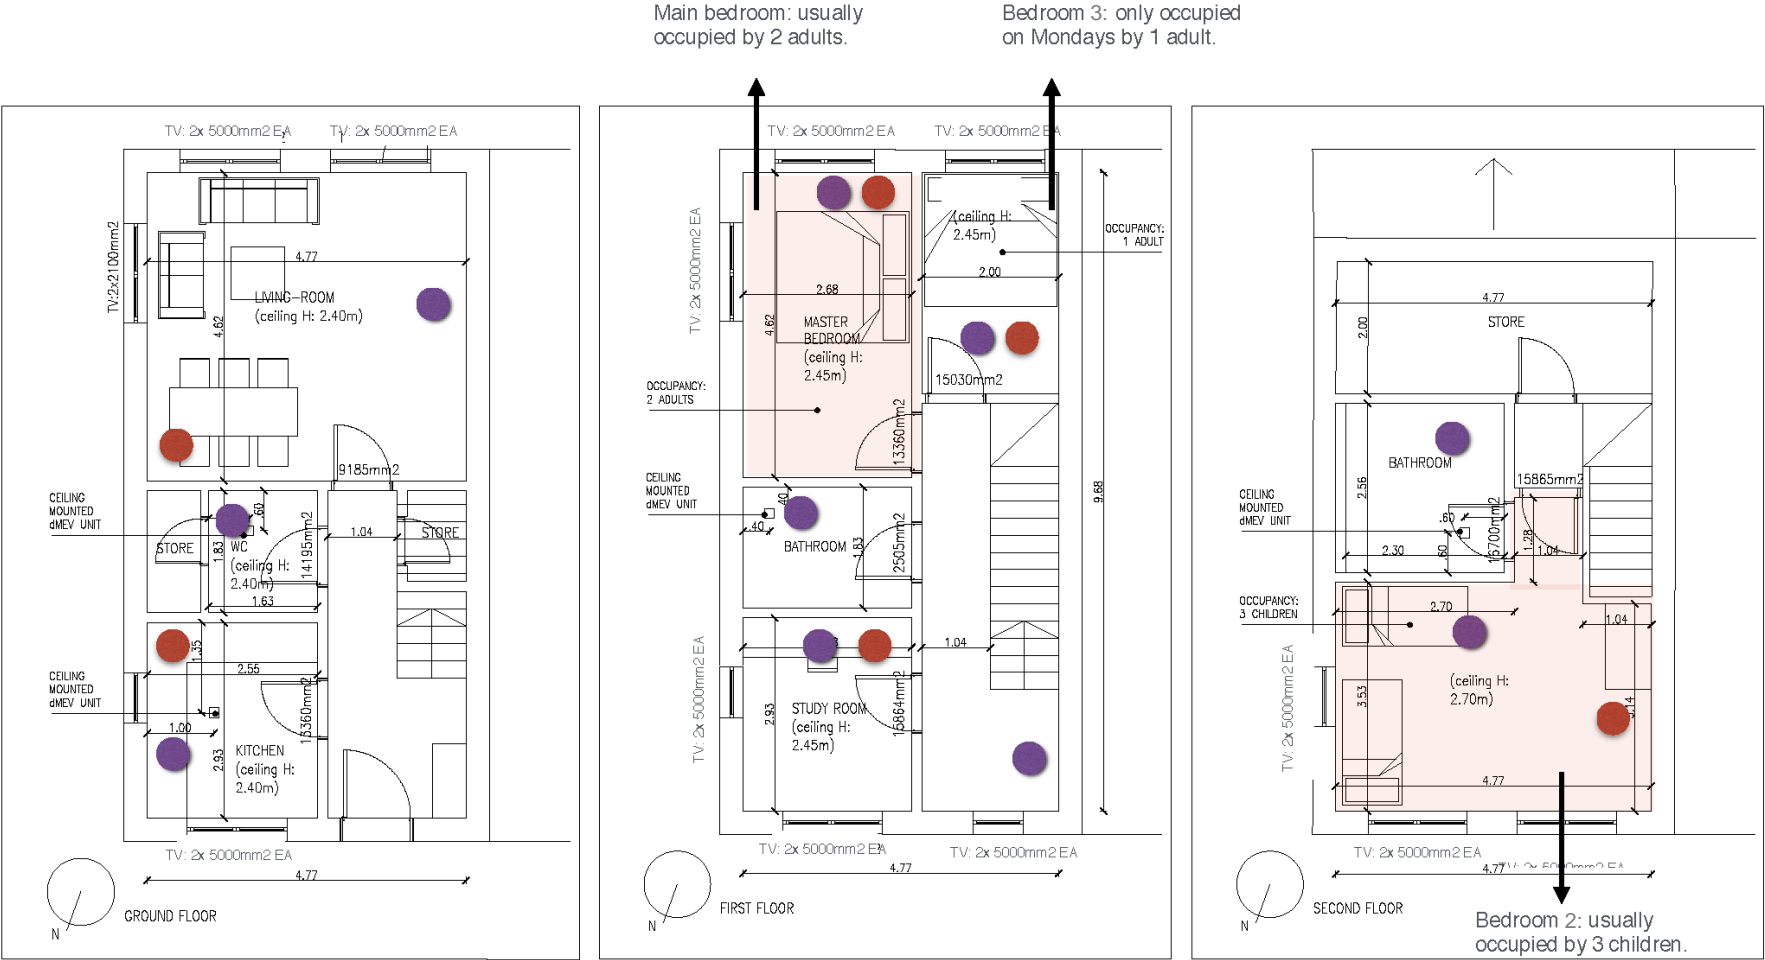 Main bedroom: usually
occupied by 2 adults.
Bedroom 3: only occupied
on Mondays by 1 adult.
TV: 2x 5000mm2 EA
TV: 2x 5000mm2 EA
TV:2x2100mm2
4.77
LIVING-ROOM
(ceiling H: 2.40m)
4.62
9185mm2
CEILING
MOUNTED
dMEV UNIT
STORE
.60
1.83
WC
(ceiling H:
2.40m)
14195mm2
1.04
STORE
1.63
1.35
2.55
CEILING
MOUNTED
dMEV UNIT
1.00
13360mm2
2.93
KITCHEN
(ceiling H:
2.40m)
TV: 2x 5000mm2 EA
4.77
N
GROUND FLOOR
TV: 2x 5000mm2 EA
TV: 2x 5000mm2 EA
TV: 2x 5000mm2 EA
(ceiling H:
2.45m)
OCCUPANCY:
1 ADULT
2.00
2.68
4.62
MASTER
BEDROOM
(ceiling H:
2.45m)
15030mm2
OCCUPANCY:
2 ADULTS
13360mm2
CEILING
MOUNTED
dMEV UNIT
.40
.40
BATHROOM
1.83
2505mm2
9.68
1.04
TV: 2x 5000mm2 EA
2.93
STUDY ROOM
(ceiling H:
2.45m)
15864mm2
TV: 2x 5000mm2 EA
TV: 2x 5000mm2 EA
4.77
N
FIRST FLOOR
4.77
2.00
STORE
BATHROOM
2.56
15865mm2
CEILING
MOUNTED
dMEV UNIT
.60
.60
16700mm2
2.30
1.28
1.04
OCCUPANCY:
3 CHILDREN
2.70
1.04
TV: 2x 5000mm2 EA
3.53
(ceiling H:
2.70m)
4.77
TV: 2x 5000mm2 EA
TV: 2x 5000mm2 EA
4.77
N
SECOND FLOOR
Bedroom 2: usually
occupied by 3 children.